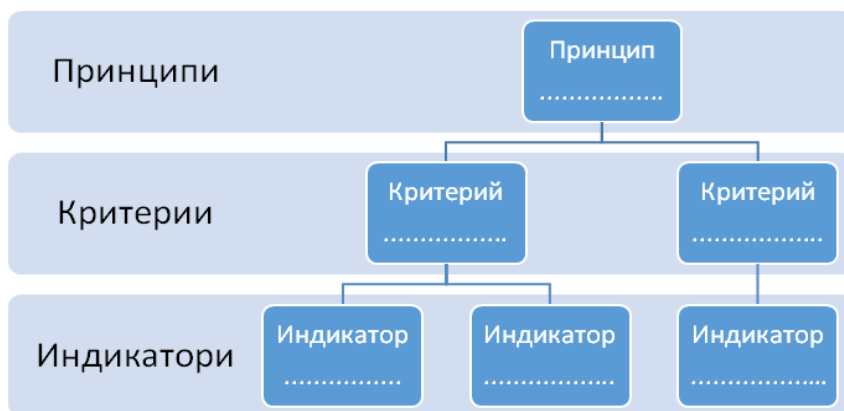 Принципи
Принцип
.................
Критерии
Критерий
.................
Критерий
..................
Индикатори
Индикатор
................
Индикатор
..................
Индикатор
...................